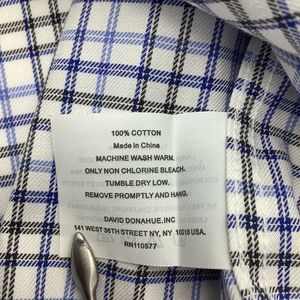 100% COTTON
Made in China
MACHINE WASH WARM.
ONLY NON CHLORINE BLEACH.
TUMBLE DRY LOW.
REMOVE PROMPTLY AND HANG.
DAVID DONAHUE.INC
141 WEST 36TH STREET NY, NY 10018 USA.
RN110577